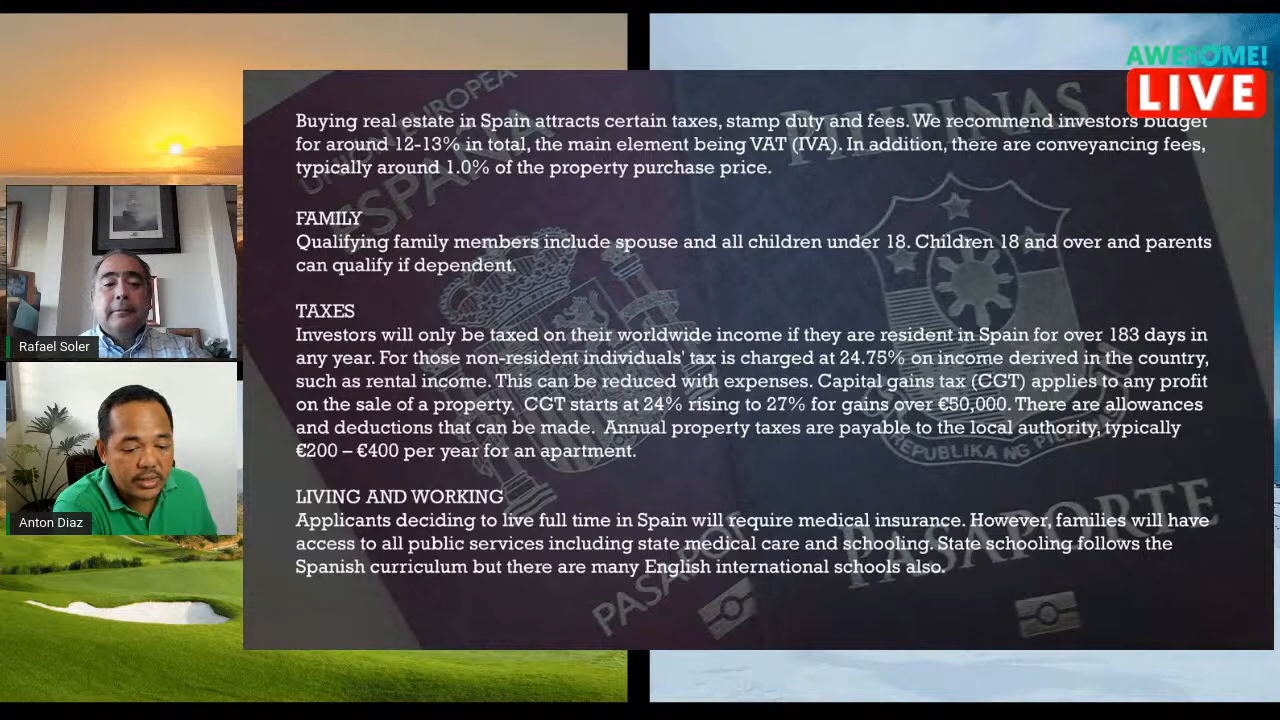 AWESOME!
LIVE
Buying real estate in Spain attracts certain taxes, stamp duty and fees. We recommend investors budget
for around 12-13% in total, the main element being VAT (IVA). In addition, there are conveyancing fees,
typically around 1.0% of the property purchase price.
FAMILY
Qualifying family members include spouse and all children under 18. Children 18 and over and parents
can qualify if dependent.
TAXES
Investors will only be taxed on their worldwide income if they are resident in Spain for over 183 days in
any year. For those non-resident individuals' tax is charged at 24.75% on income derived in the country,
such as rental income. This can be reduced with expenses. Capital gains tax (CGT) applies to any profit
on the sale of a property. CGT starts at 24% rising to 27% for gains over €50,000. There are allowances
and deductions that can be made. Annual property taxes are payable to the local authority, typically
€200 – €400 per year for an apartment.
LIVING AND WORKING
Applicants deciding to live full time in Spain will require medical insurance. However, families will have
access to all public services including state medical care and schooling. State schooling follows the
Spanish curriculum but there are many English international schools also.
Rafael Soler
Anton Diaz
UNION EUROPEA
ESPAÑA
PILIPINAS
REPUBLIKA NG
PASAPORTE